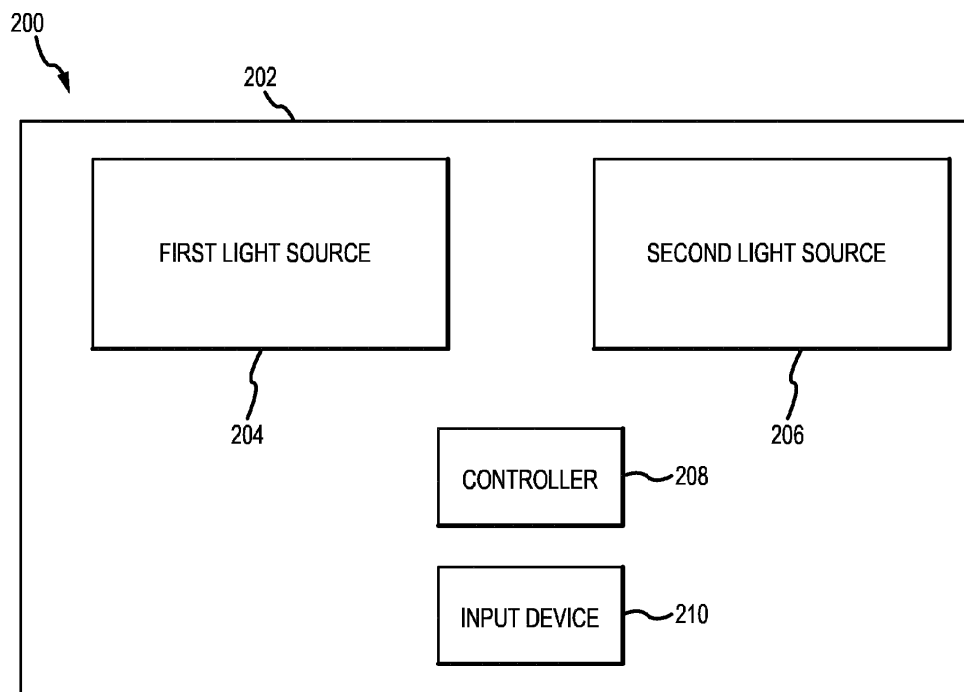 200
202
FIRST LIGHT SOURCE
SECOND LIGHT SOURCE
204
206
CONTROLLER
208
INPUT DEVICE
210